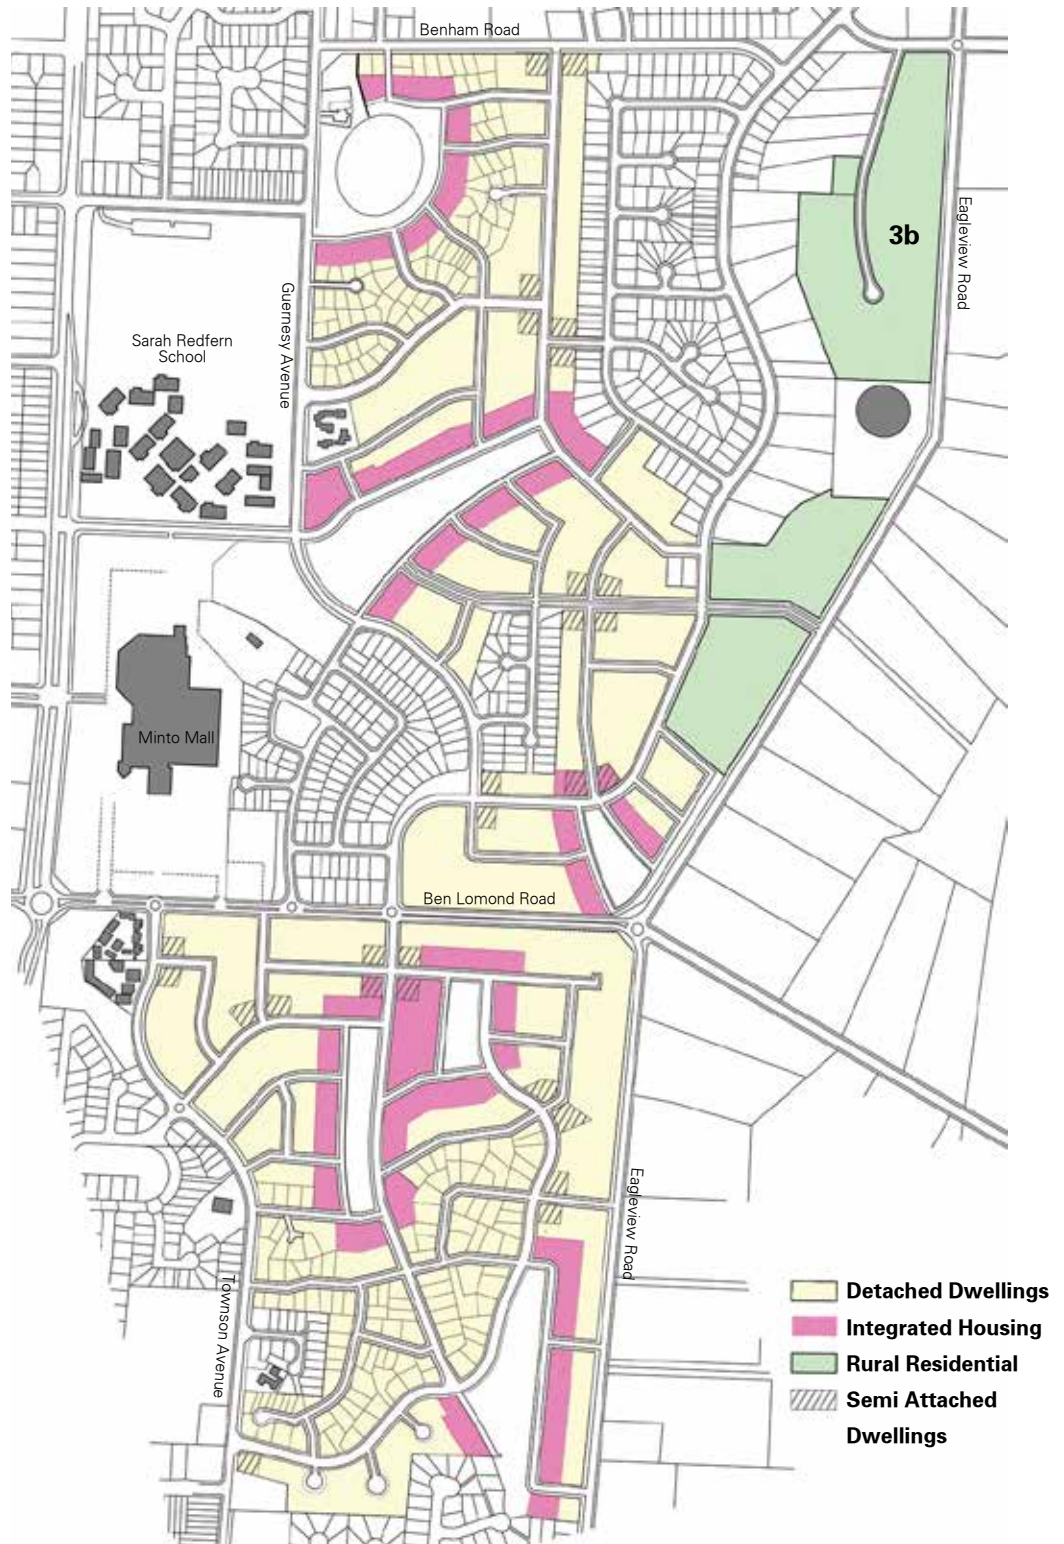 Benham Road
3b
Eagleview Road
Guernesy Avenue
Sarah Redfern
School
Minto Mall
Ben Lomond Road
Eagleview Road
Townson Avenue
Detached Dwellings
Integrated Housing
Rural Residential
Semi Attached
Dwellings